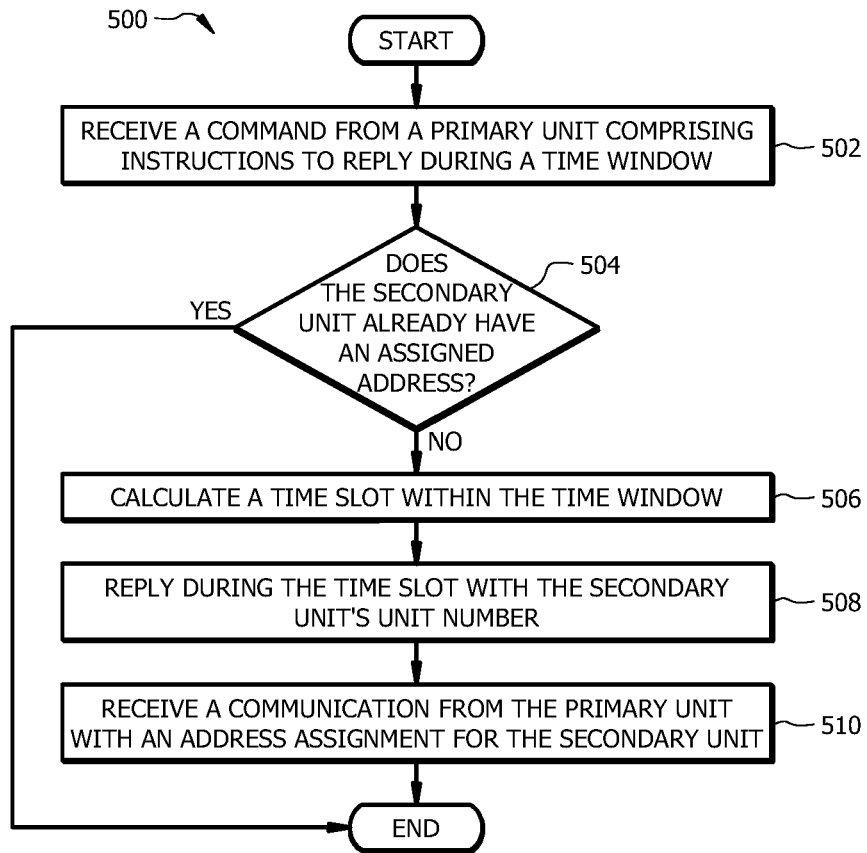 500
START
RECEIVE A COMMAND FROM A PRIMARY UNIT COMPRISING
INSTRUCTIONS TO REPLY DURING A TIME WINDOW
502
DOES
THE SECONDARY
UNIT ALREADY HAVE
AN ASSIGNED
ADDRESS?
504
YES
NO
CALCULATE A TIME SLOT WITHIN THE TIME WINDOW
506
REPLY DURING THE TIME SLOT WITH THE SECONDARY
UNIT'S UNIT NUMBER
508
RECEIVE A COMMUNICATION FROM THE PRIMARY UNIT
WITH AN ADDRESS ASSIGNMENT FOR THE SECONDARY UNIT
510
END